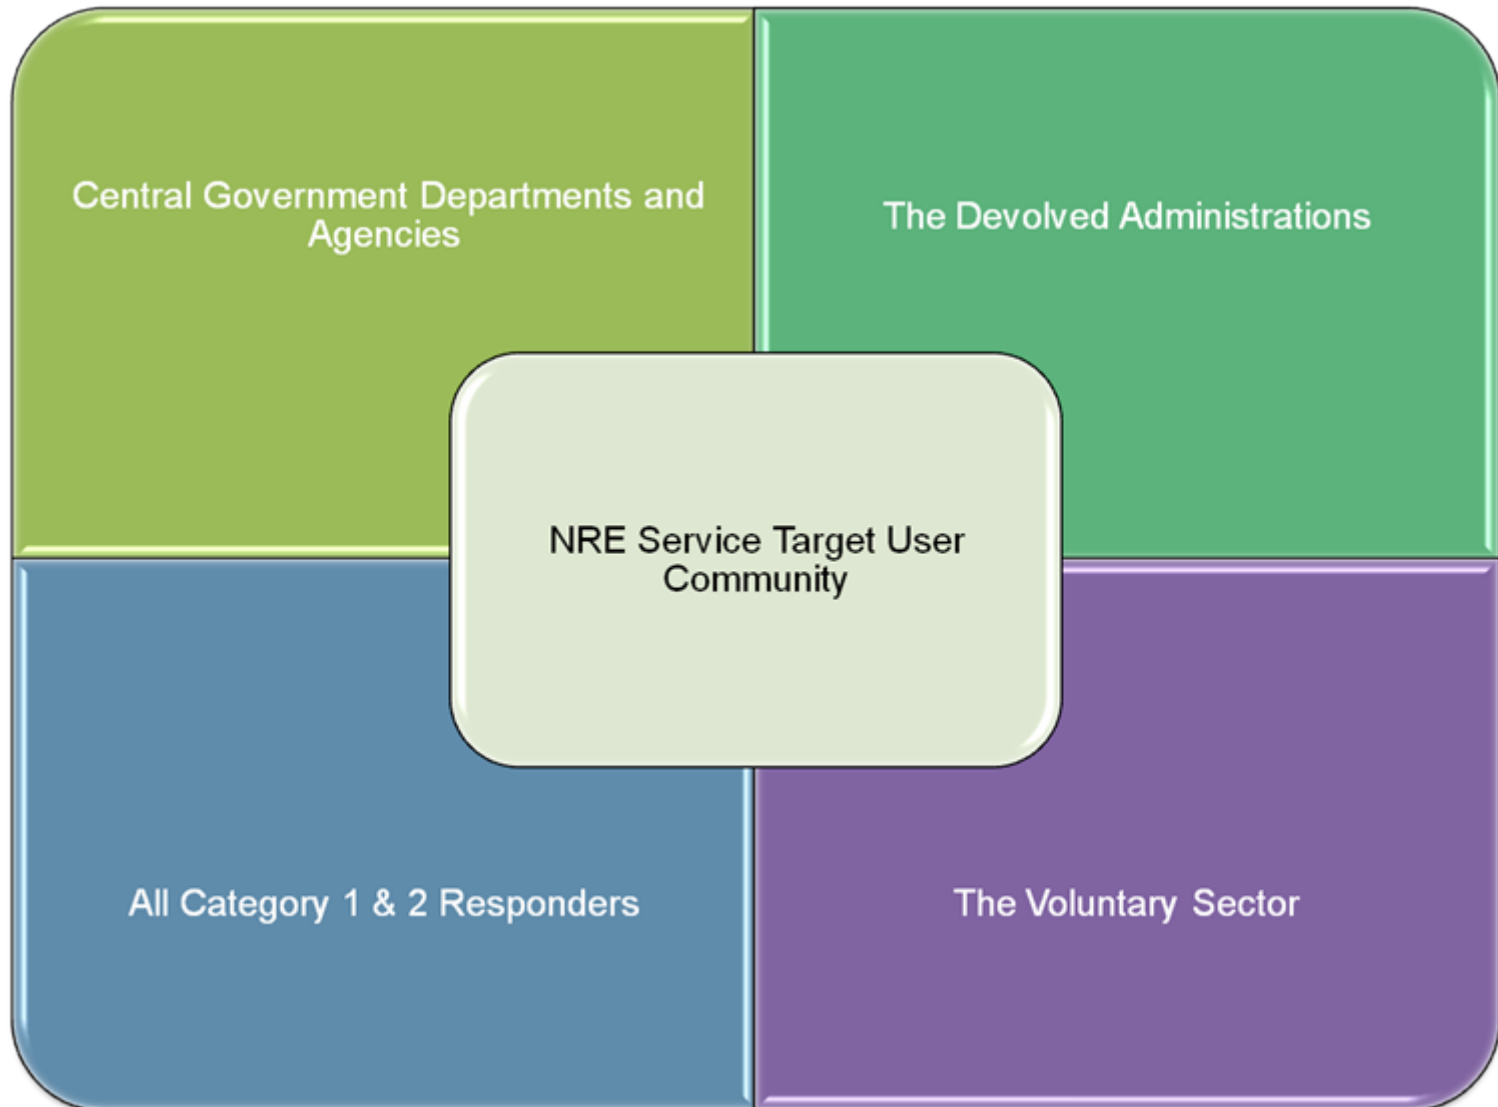 Central Government Departments and
Agencies
The Devolved Administrations
NRE Service Target User
Community
All Category 1 & 2 Responders
The Voluntary Sector